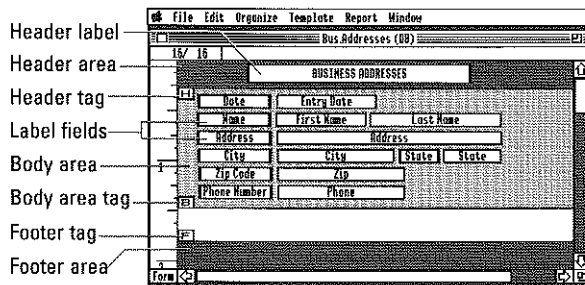 File Edit Organize Template Report Window
Bus.Addresses (DB)
16/ 16
Header label
Header area
BUSINESS ADDRESSES
Header tag
H
Date Entry Date
Label fields
Name First Name Last Name
Address Address
Body area
1
City City State State
Zip Code Zip
Body area tag
B
Phone Number Phone
Footer tag
F
Footer area
2
Form